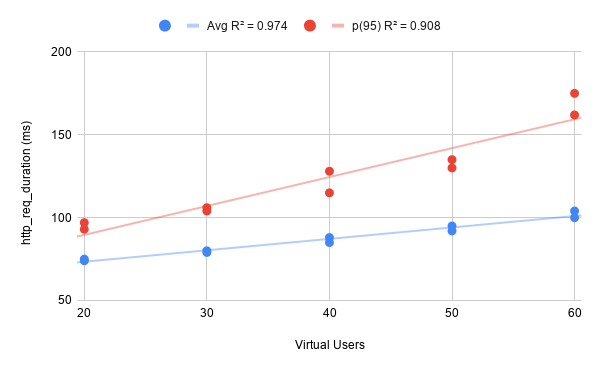 Avg R² = 0.974 p(95) R² = 0.908
http_req_duration (ms)
200
150
100
50
20 30 40 50 60
Virtual Users